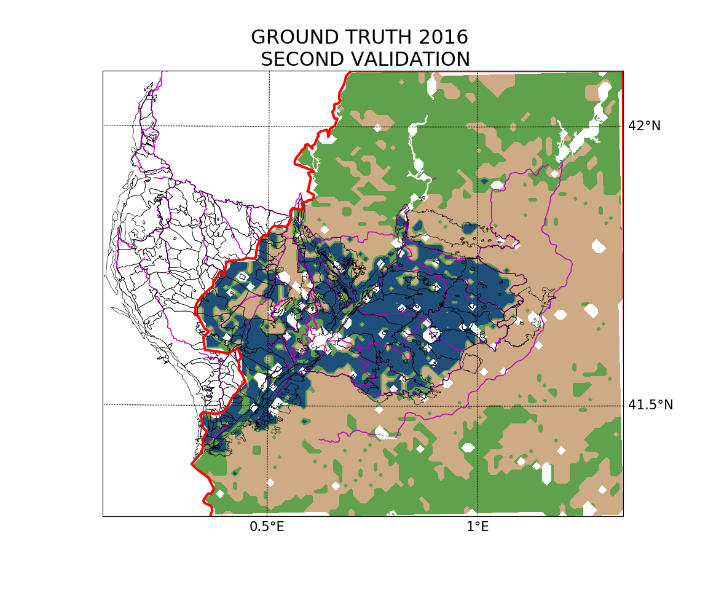 GROUND TRUTH 2016
SECOND VALIDATION
42°N
41.5°N
0.5°E
1°E